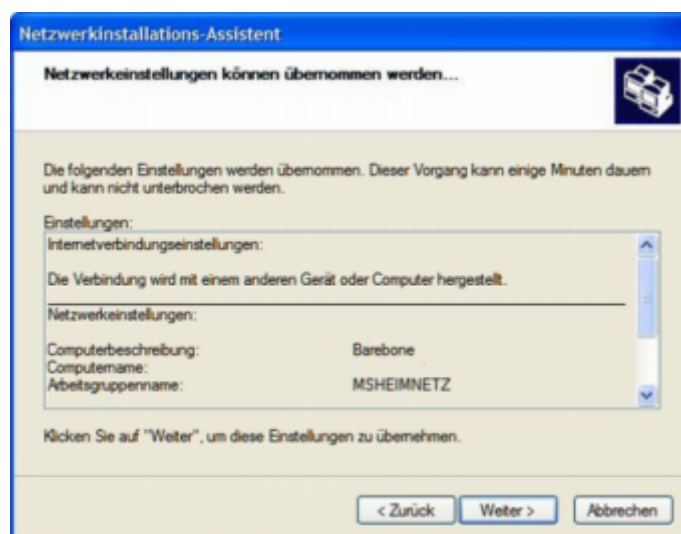 Netzwerkinstallations-Assistent
Netzwerkeinstellungen können übernommen werden...
Die folgenden Einstellungen werden übernommen. Dieser Vorgang kann einige Minuten dauern
und kann nicht unterbrochen werden.
Einstellungen:
Internetverbindungseinstellungen:
Die Verbindung wird mit einem anderen Gerät oder Computer hergestellt.
Netzwerkeinstellungen:
Computerbeschreibung: Barebone
Computername:
Arbeitsgruppenname: MSHEIMNETZ
Klicken Sie auf "Weiter", um diese Einstellungen zu übernehmen.
< Zurück Weiter > Abbrechen